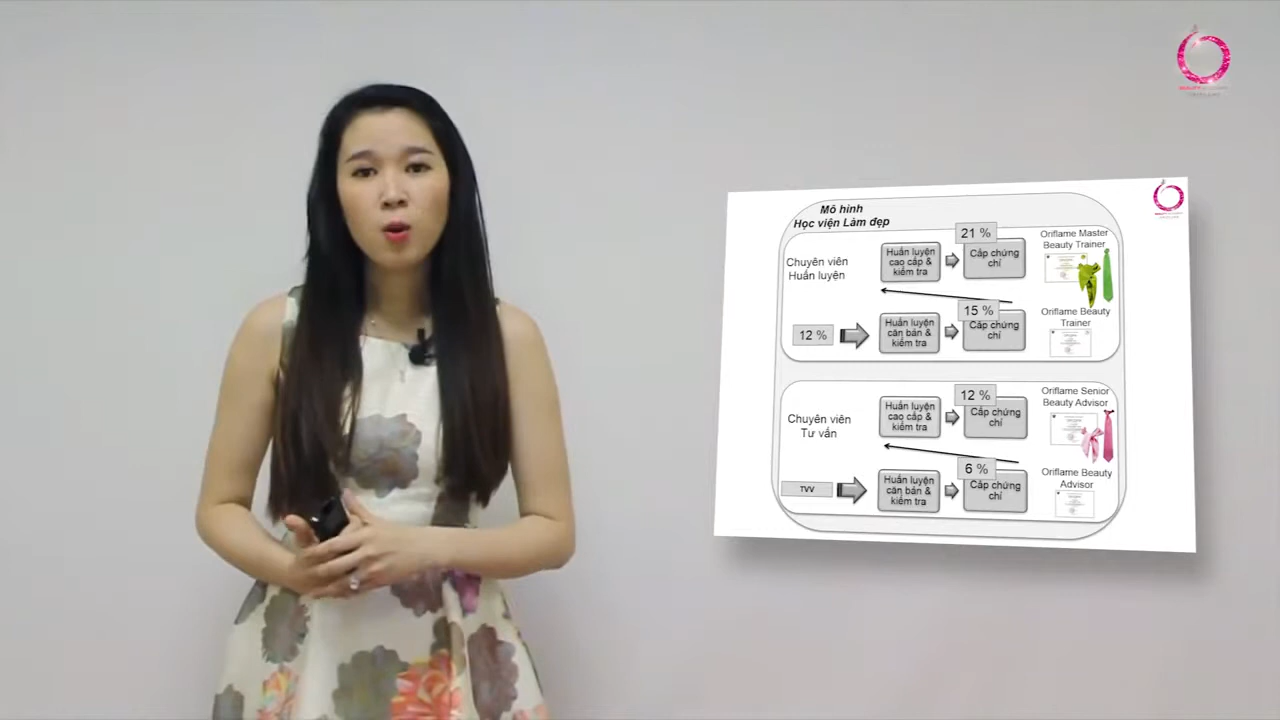 BEAUTY ACADEMY
Mô hình
Học viện Làm đẹp
21 %
Oriflame Master
Beauty Trainer
Chuyên viên
Huấn luyện
Huấn luyện
cao cấp &
kiểm tra
Cấp chứng
chỉ
15 %
Oriflame Beauty
Trainer
12 %
Huấn luyện
căn bản &
kiểm tra
Cấp chứng
chỉ
12 %
Oriflame Senior
Beauty Advisor
Chuyên viên
Tư vấn
Huấn luyện
cao cấp &
kiểm tra
Cấp chứng
chỉ
6 %
Oriflame Beauty
Advisor
TVV
Huấn luyện
căn bản &
kiểm tra
Cấp chứng
chỉ